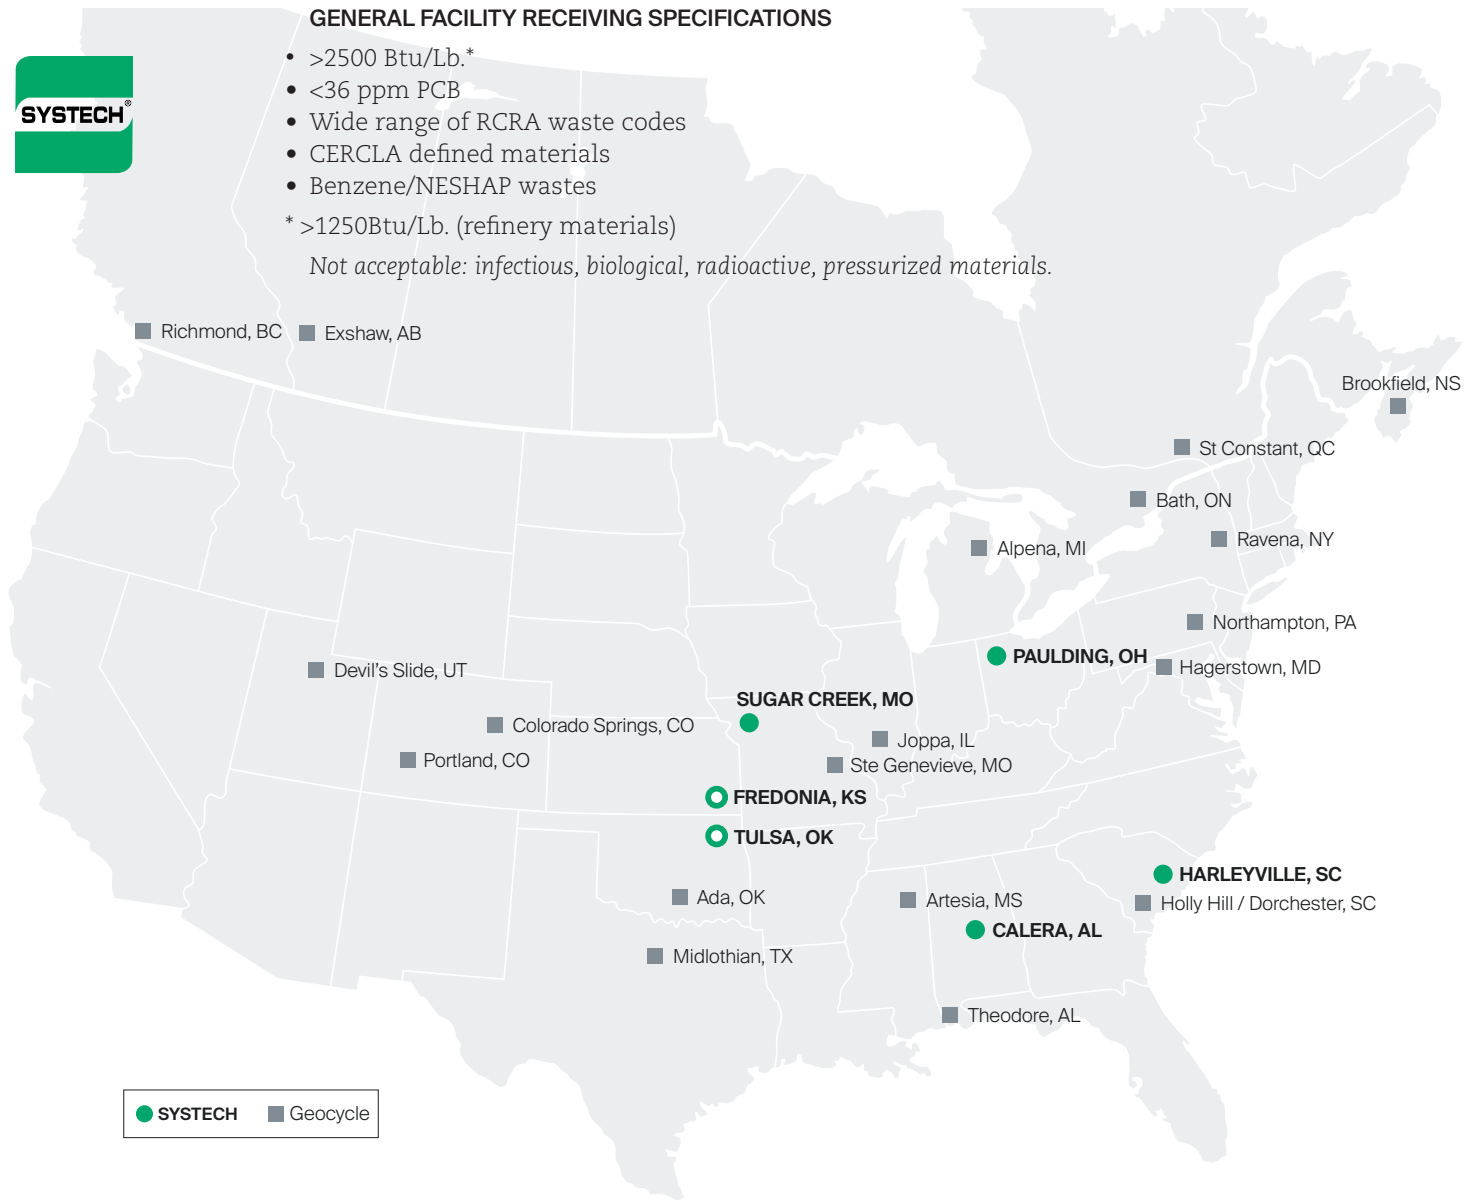 GENERAL FACILITY RECEIVING SPECIFICATIONS
• >2500 Btu/Lb.*
• <36 ppm PCB
• Wide range of RCRA waste codes
• CERCLA defined materials
• Benzene/NESHAP wastes
* >1250Btu/Lb. (refinery materials)
Not acceptable: infectious, biological, radioactive, pressurized materials.
SYSTECH®
Richmond, BC
Exshaw, AB
Brookfield, NS
St Constant, QC
Bath, ON
Ravena, NY
Alpena, MI
Northampton, PA
PAULDING, OH
Hagerstown, MD
Devil's Slide, UT
SUGAR CREEK, MO
Colorado Springs, CO
Joppa, IL
Portland, CO
Ste Genevieve, MO
FREDONIA, KS
TULSA, OK
HARLEYVILLE, SC
Ada, OK
Artesia, MS
Holly Hill / Dorchester, SC
CALERA, AL
Midlothian, TX
Theodore, AL
SYSTECH
Geocycle